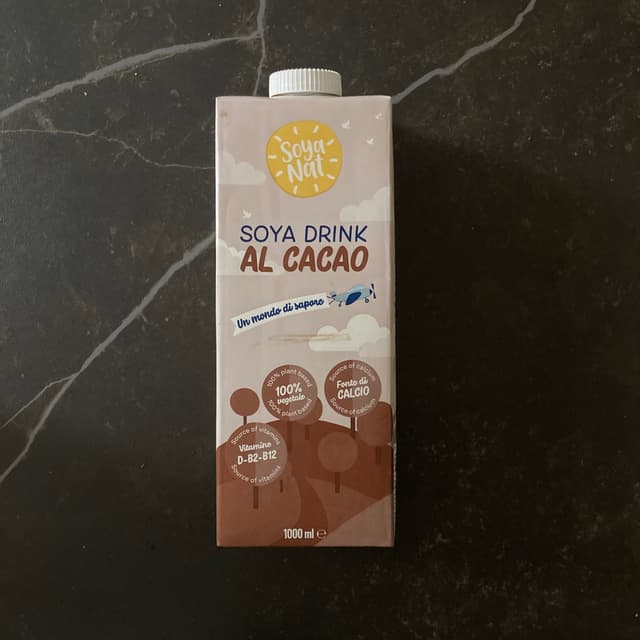 Soya
Nat
SOYA DRINK
AL CACAO
Un mondo di sapore
100% plant based
100%
vegetale
100% plant based
Source of calcium
Fonte di
CALCIO
Source of calcium
Source of vitamins
Vitamine
D-B2-B12
Source of vitamins
1000 ml ℮